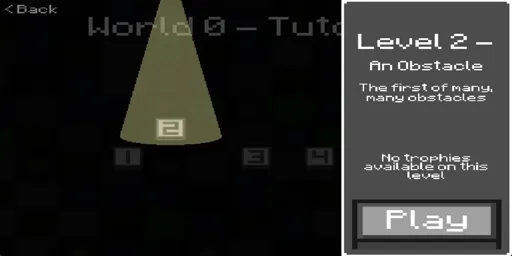 <Back
World 0 – Tuto
2
1
3
4
Level 2 –
An Obstacle
The first of many,
many obstacles
No trophies
available on this
level
Play